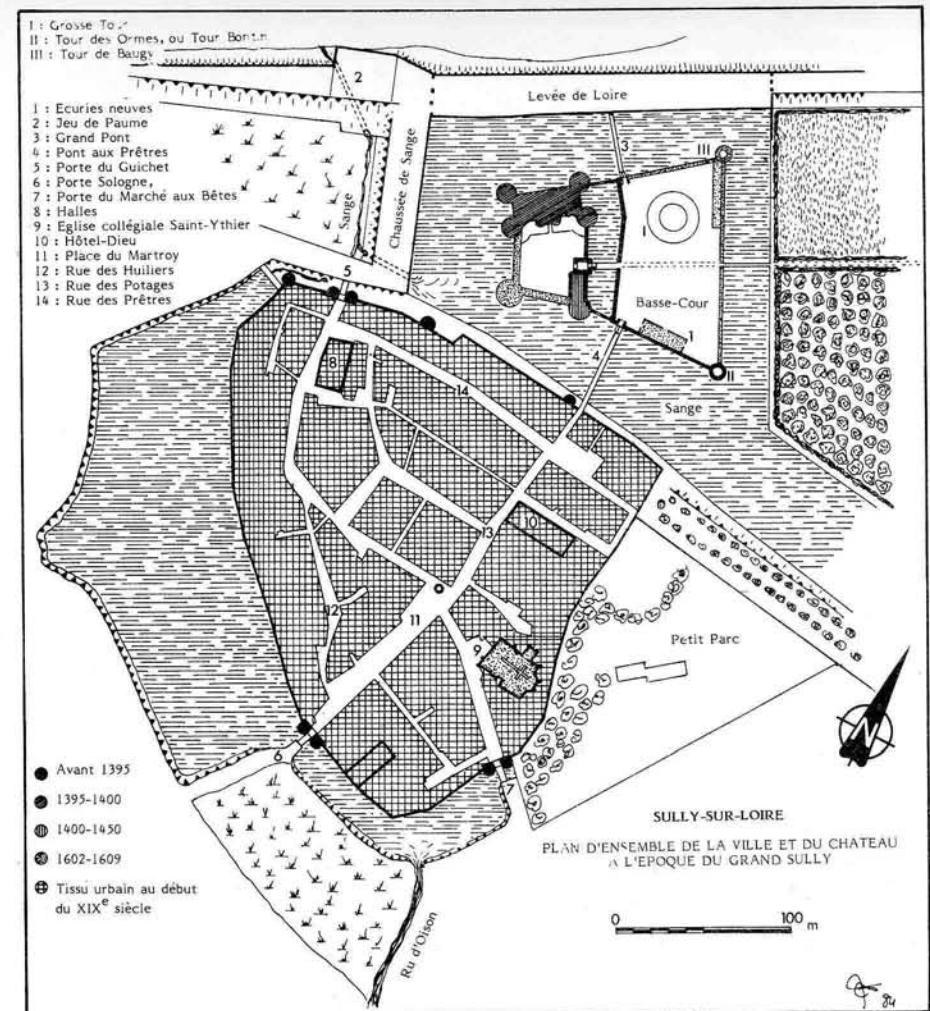 I : Grosse Tour
II : Tour des Ormes, ou Tour Bontin
III : Tour de Baugy
1 : Ecuries neuves
2 : Jeu de Paume
3 : Grand Pont
4 : Pont aux Prêtres
5 : Porte du Guichet
6 : Porte Sologne,
7 : Porte du Marché aux Bêtes
8 : Halles
9 : Eglise collégiale Saint-Ythier
10 : Hôtel-Dieu
11 : Place du Martroy
12 : Rue des Huiliers
13 : Rue des Potages
14 : Rue des Prêtres
2
Levée de Loire
Chaussée de Sange
Sange
3
III
I
5
Basse-Cour
1
4
II
8
14
Sange
10
13
12
11
9
Petit Parc
6
7
N
Avant 1395
1395-1400
1400-1450
1602-1609
Tissu urbain au début
du XIXe siècle
SULLY-SUR-LOIRE
PLAN D'ENSEMBLE DE LA VILLE ET DU CHATEAU
A L'EPOQUE DU GRAND SULLY
0 100 m
Ru d'Oison
84